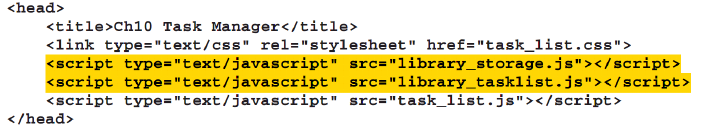 <head>
<title>Ch10 Task Manager</title>
<link type="text/css" rel="stylesheet" href="task_list.css">
<script type="text/javascript" src="library_storage.js"></script>
<script type="text/javascript" src="library_tasklist.js"></script>
<script type="text/javascript" src="task_list.js"></script>
</head>